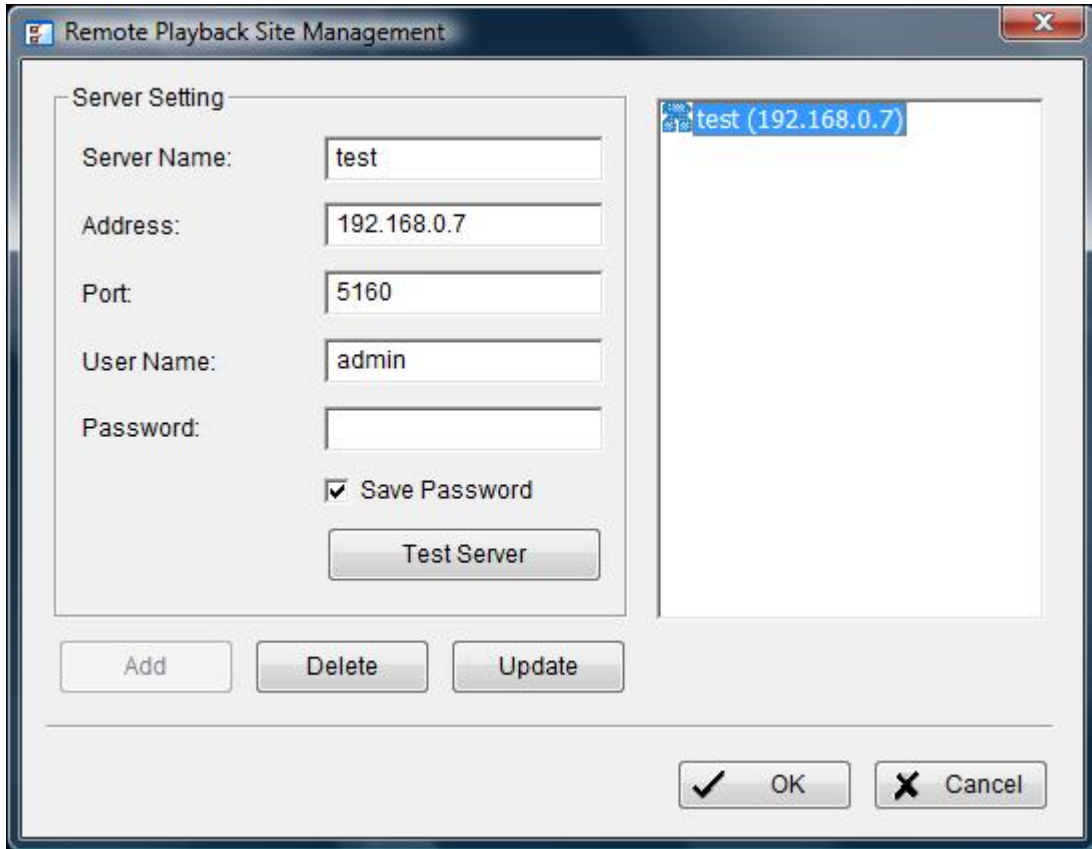 Remote Playback Site Management
Server Setting
Server Name: test
Address: 192.168.0.7
Port: 5160
User Name: admin
Password:
Save Password
Test Server
Add Delete Update
test (192.168.0.7)
OK Cancel